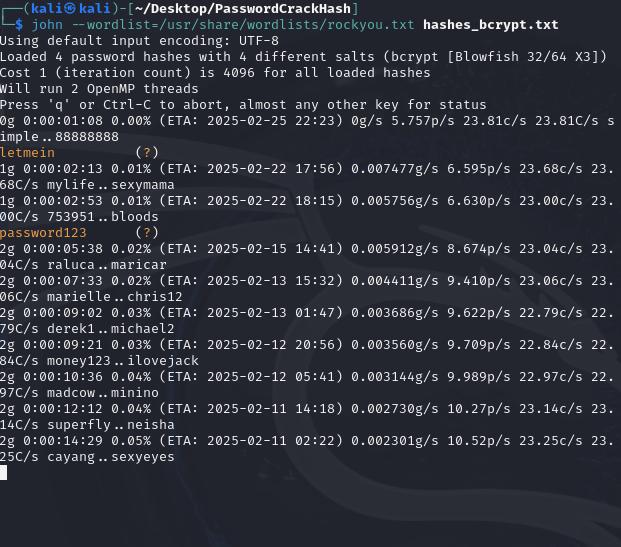 ┌──(kali㉿kali)-[~/Desktop/PasswordCrackHash]
└─$ john --wordlist=/usr/share/wordlists/rockyou.txt hashes_bcrypt.txt
Using default input encoding: UTF-8
Loaded 4 password hashes with 4 different salts (bcrypt [Blowfish 32/64 X3])
Cost 1 (iteration count) is 4096 for all loaded hashes
Will run 2 OpenMP threads
Press 'q' or Ctrl-C to abort, almost any other key for status
0g 0:00:01:08 0.00% (ETA: 2025-02-25 22:23) 0g/s 5.757p/s 23.81c/s 23.81C/s s
imple..88888888
letmein          (?)
1g 0:00:02:13 0.01% (ETA: 2025-02-22 17:56) 0.007477g/s 6.595p/s 23.68c/s 23.
68C/s mylife..sexymama
1g 0:00:02:53 0.01% (ETA: 2025-02-22 18:15) 0.005756g/s 6.630p/s 23.00c/s 23.
00C/s 753951..bloods
password123      (?)
2g 0:00:05:38 0.02% (ETA: 2025-02-15 14:41) 0.005912g/s 8.674p/s 23.04c/s 23.
04C/s raluca..maricar
2g 0:00:07:33 0.02% (ETA: 2025-02-13 15:32) 0.004411g/s 9.410p/s 23.06c/s 23.
06C/s marielle..chris12
2g 0:00:09:02 0.03% (ETA: 2025-02-13 01:47) 0.003686g/s 9.622p/s 22.79c/s 22.
79C/s derek1..michael2
2g 0:00:09:21 0.03% (ETA: 2025-02-12 20:56) 0.003560g/s 9.709p/s 22.84c/s 22.
84C/s money123..ilovejack
2g 0:00:10:36 0.04% (ETA: 2025-02-12 05:41) 0.003144g/s 9.989p/s 22.97c/s 22.
97C/s madcow..minino
2g 0:00:12:12 0.04% (ETA: 2025-02-11 14:18) 0.002730g/s 10.27p/s 23.14c/s 23.
14C/s superfly..neisha
2g 0:00:14:29 0.05% (ETA: 2025-02-11 02:22) 0.002301g/s 10.52p/s 23.25c/s 23.
25C/s cayang..sexyeyes